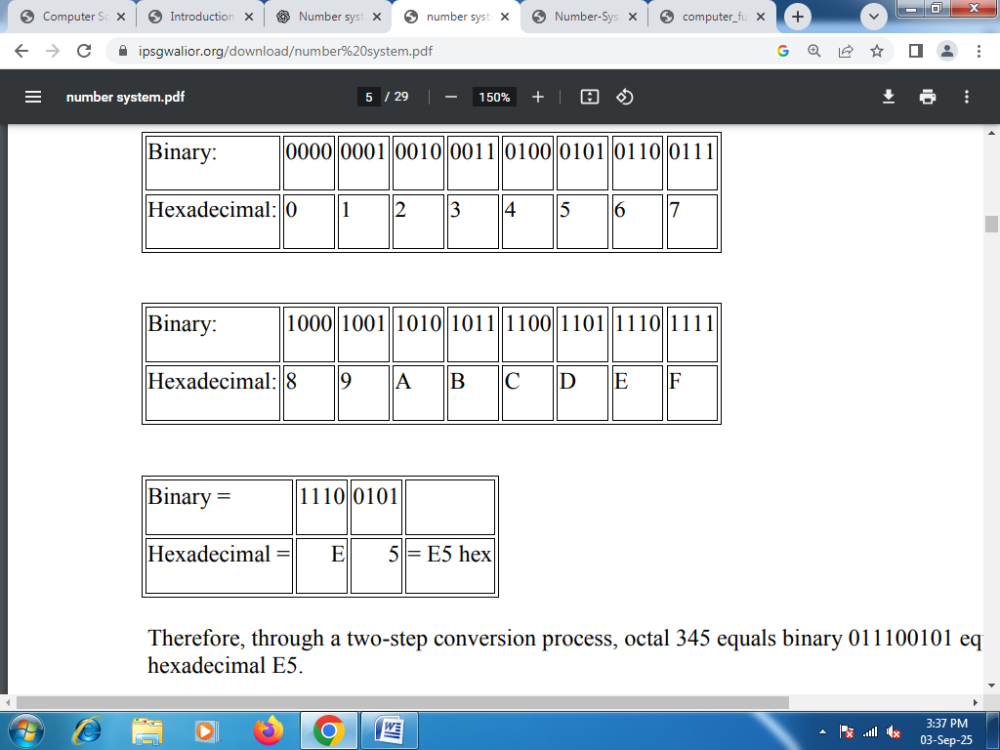 Computer Sc
Introduction
Number syst
number syst
Number-Sys
computer_fu
ipsgwalior.org/download/number%20system.pdf
number system.pdf
5 / 29
150%
Binary: 0000 0001 0010 0011 0100 0101 0110 0111
Hexadecimal: 0 1 2 3 4 5 6 7
Binary: 1000 1001 1010 1011 1100 1101 1110 1111
Hexadecimal: 8 9 A B C D E F
Binary = 1110 0101
Hexadecimal = E 5 = E5 hex
Therefore, through a two-step conversion process, octal 345 equals binary 011100101 eq
hexadecimal E5.
3:37 PM
03-Sep-25